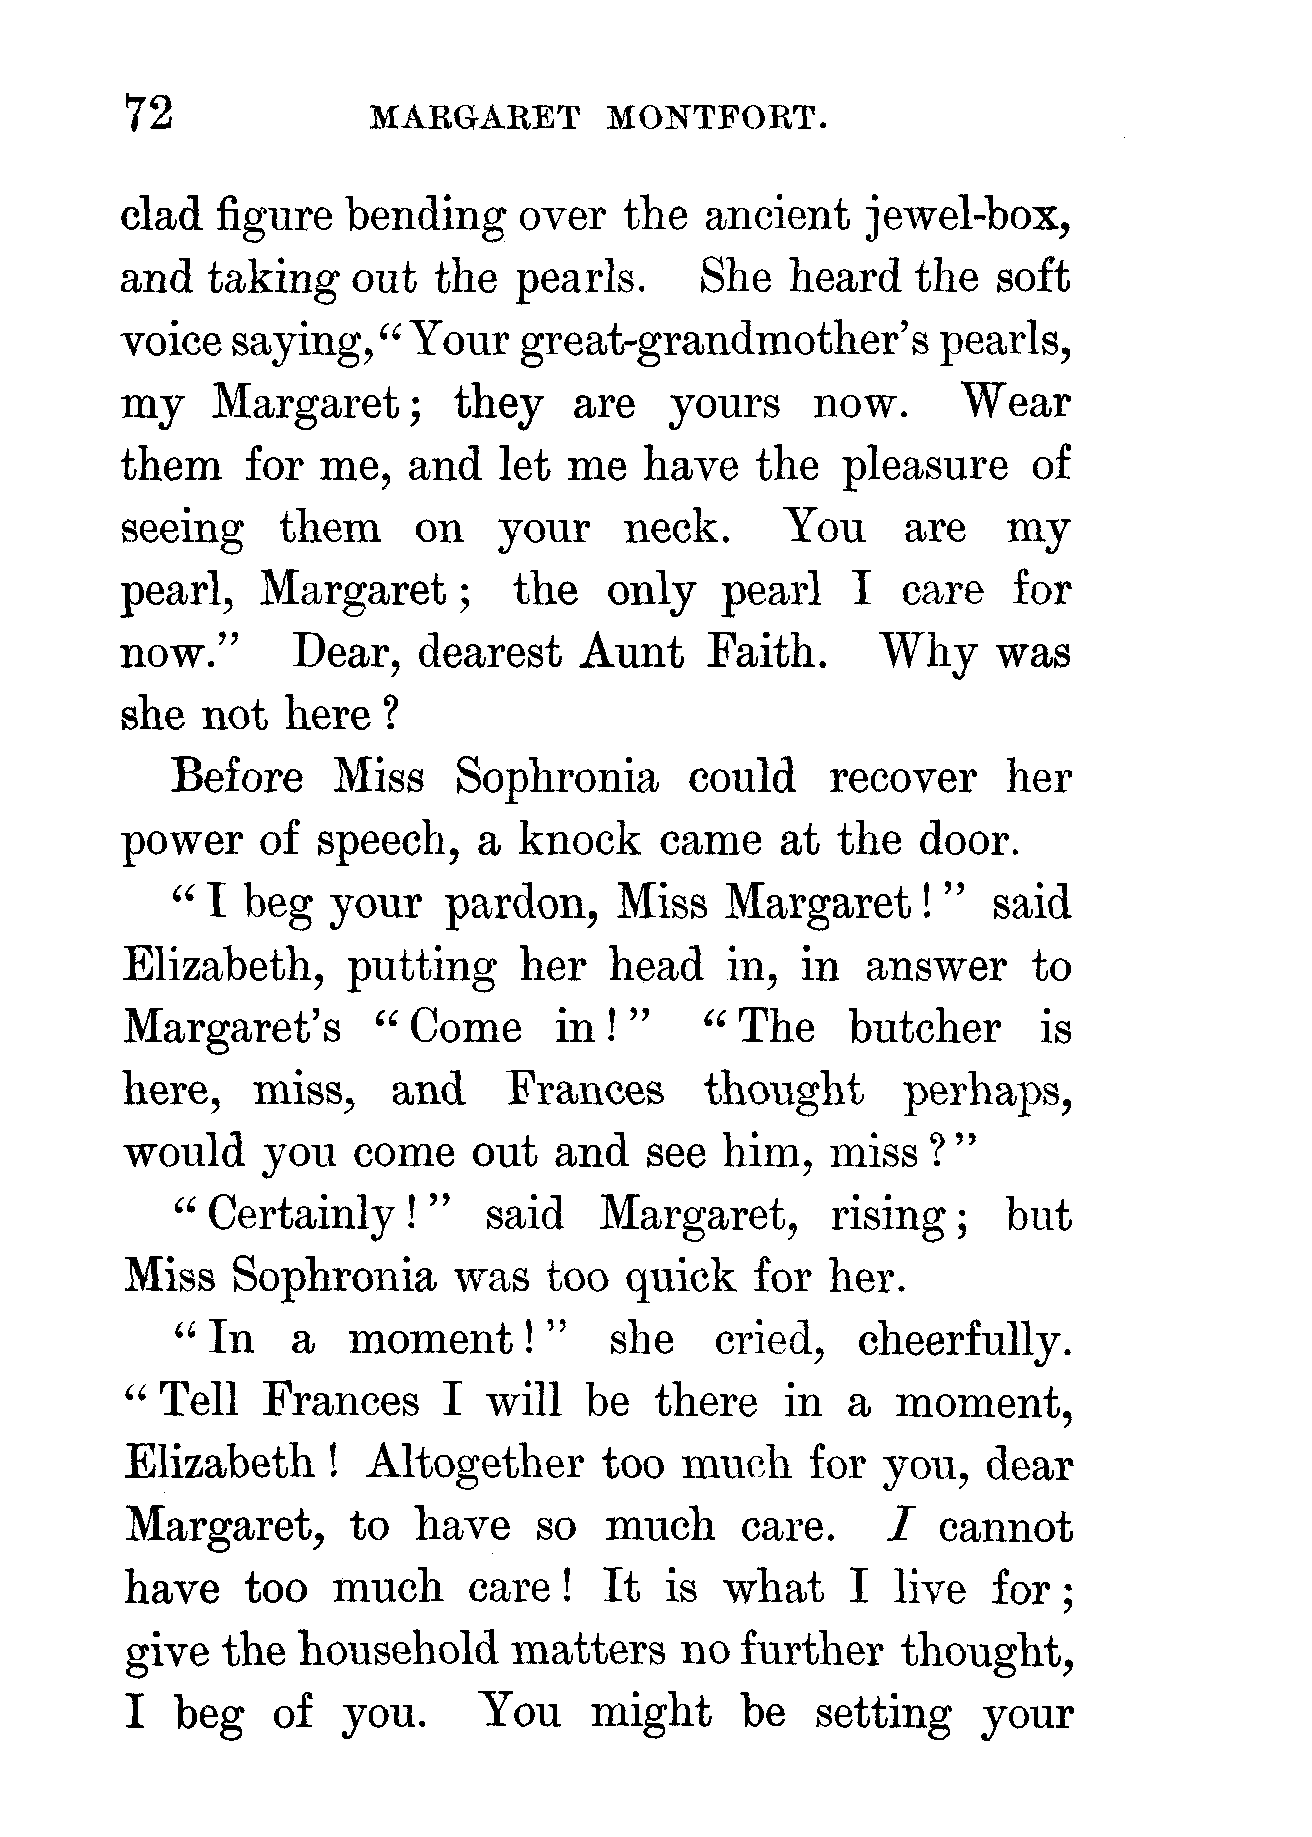 72 MARGARET MONTFORT.
clad figure bending over the ancient jewel-box,
and taking out the pearls. She heard the soft
voice saying, "Your great-grandmother's pearls,
my Margaret; they are yours now. Wear
them for me, and let me have the pleasure of
seeing them on your neck. You are my
pearl, Margaret; the only pearl I care for
now." Dear, dearest Aunt Faith. Why was
she not here?
Before Miss Sophronia could recover her
power of speech, a knock came at the door.
"I beg your pardon, Miss Margaret!" said
Elizabeth, putting her head in, in answer to
Margaret's "Come in!" "The butcher is
here, miss, and Frances thought perhaps,
would you come out and see him, miss?"
"Certainly!" said Margaret, rising; but
Miss Sophronia was too quick for her.
"In a moment!" she cried, cheerfully.
"Tell Frances I will be there in a moment,
Elizabeth! Altogether too much for you, dear
Margaret, to have so much care. I cannot
have too much care! It is what I live for;
give the household matters no further thought,
I beg of you. You might be setting your